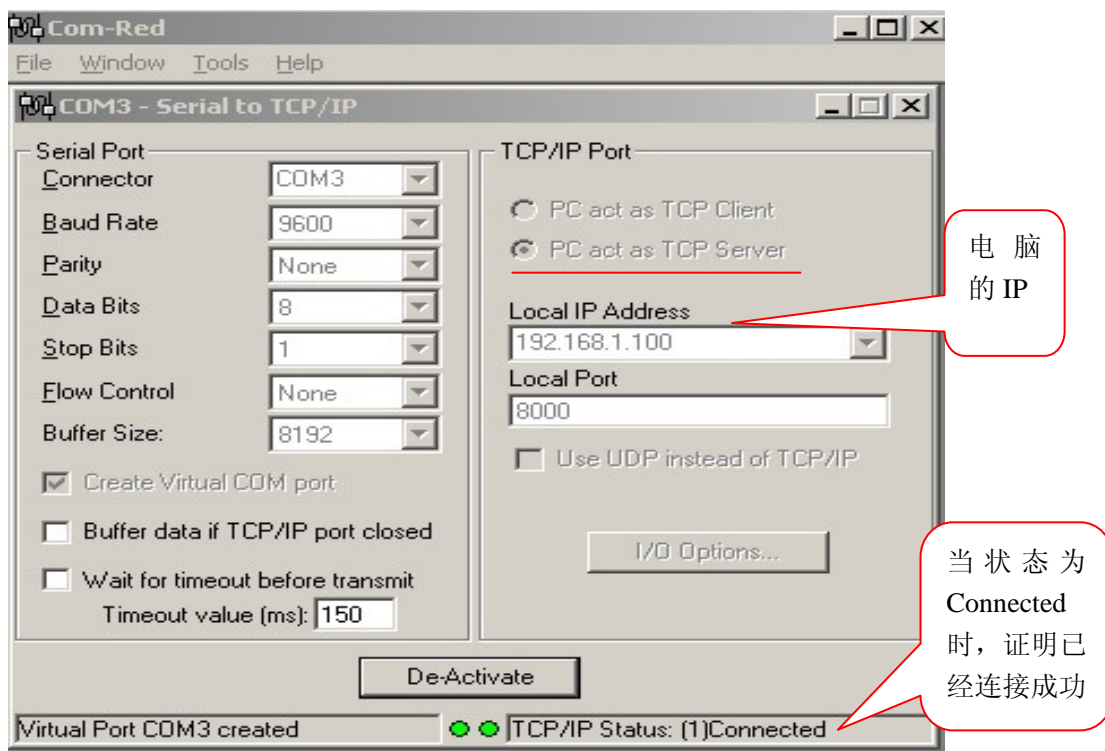 Com-Red
File Window Tools Help
COM3 - Serial to TCP/IP
Serial Port
Connector COM3
Baud Rate 9600
Parity None
Data Bits 8
Stop Bits 1
Flow Control None
Buffer Size: 8192
Create Virtual COM port
Buffer data if TCP/IP port closed
Wait for timeout before transmit
Timeout value (ms): 150
TCP/IP Port
PC act as TCP Client
PC act as TCP Server
Local IP Address
192.168.1.100
Local Port
8000
Use UDP instead of TCP/IP
I/O Options...
De-Activate
Virtual Port COM3 created
TCP/IP Status: (1)Connected
电脑
的 IP
当状态为
Connected
时，证明已
经连接成功